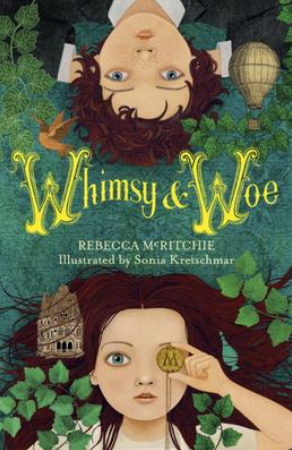 Whimsy & Woe
REBECCA McRITCHIE
Illustrated by Sonia Kretschmar
M